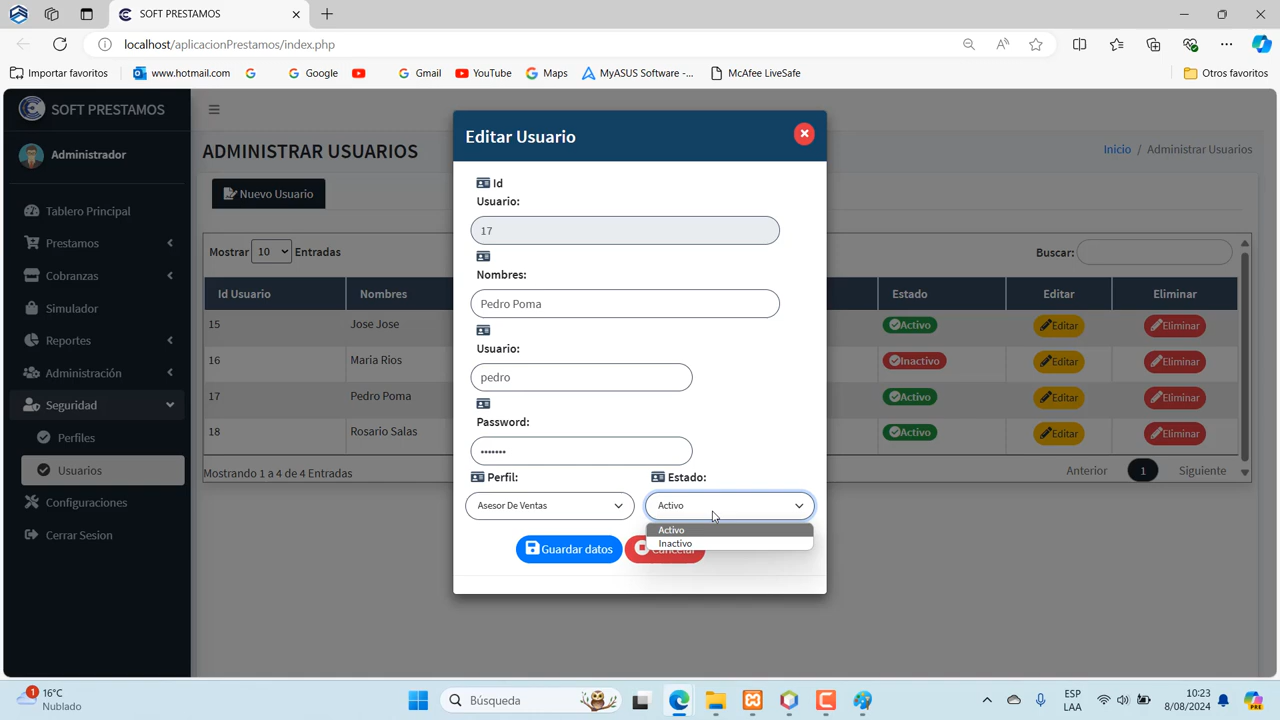 SOFT PRESTAMOS
localhost/aplicacionPrestamos/index.php
Importar favoritos
www.hotmail.com
Google
Gmail
YouTube
Maps
MyASUS Software -...
McAfee LiveSafe
Otros favoritos
SOFT PRESTAMOS
Administrador
Tablero Principal
Prestamos
Cobranzas
Simulador
Reportes
Administración
Seguridad
Perfiles
Usuarios
Configuraciones
Cerrar Sesion
ADMINISTRAR USUARIOS
Inicio / Administrar Usuarios
Nuevo Usuario
Mostrar 10 Entradas
Buscar:
Id Usuario Nombres Estado Editar Eliminar
15 Jose Jose Activo Editar Eliminar
16 Maria Rios Inactivo Editar Eliminar
17 Pedro Poma Activo Editar Eliminar
18 Rosario Salas Activo Editar Eliminar
Mostrando 1 a 4 de 4 Entradas
Anterior 1 Siguiente
Editar Usuario
Id
Usuario:
17
Nombres:
Pedro Poma
Usuario:
pedro
Password:
•••••••
Perfil: Estado:
Asesor De Ventas Activo
Activo
Inactivo
Guardar datos Cancelar
1
16°C
Nublado
Búsqueda
ESP
LAA
10:23
8/08/2024
PRE